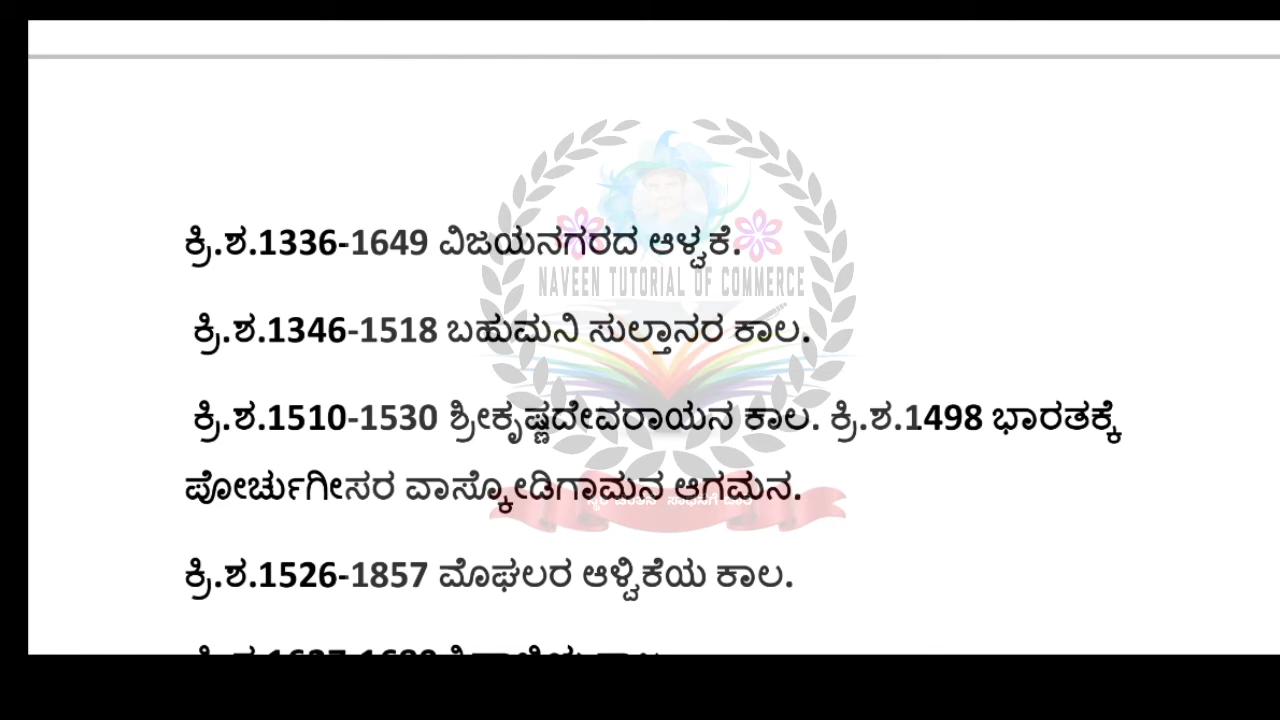 ಕ್ರಿ.ಶ.1336-1649 ವಿಜಯನಗರದ ಆಳ್ವಕೆ.
NAVEEN TUTORIAL OF COMMERCE
ಕ್ರಿ.ಶ.1346-1518 ಬಹುಮನಿ ಸುಲ್ತಾನರ ಕಾಲ.
ಕ್ರಿ.ಶ.1510-1530 ಶ್ರೀಕೃಷ್ಣದೇವರಾಯನ ಕಾಲ. ಕ್ರಿ.ಶ.1498 ಭಾರತಕ್ಕೆ
ಪೋರ್ಚುಗೀಸರ ವಾಸ್ಕೋಡಿಗಾಮನ ಆಗಮನ.
ಕ್ರಿ.ಶ.1526-1857 ಮೊಘಲರ ಆಳ್ವಿಕೆಯ ಕಾಲ.